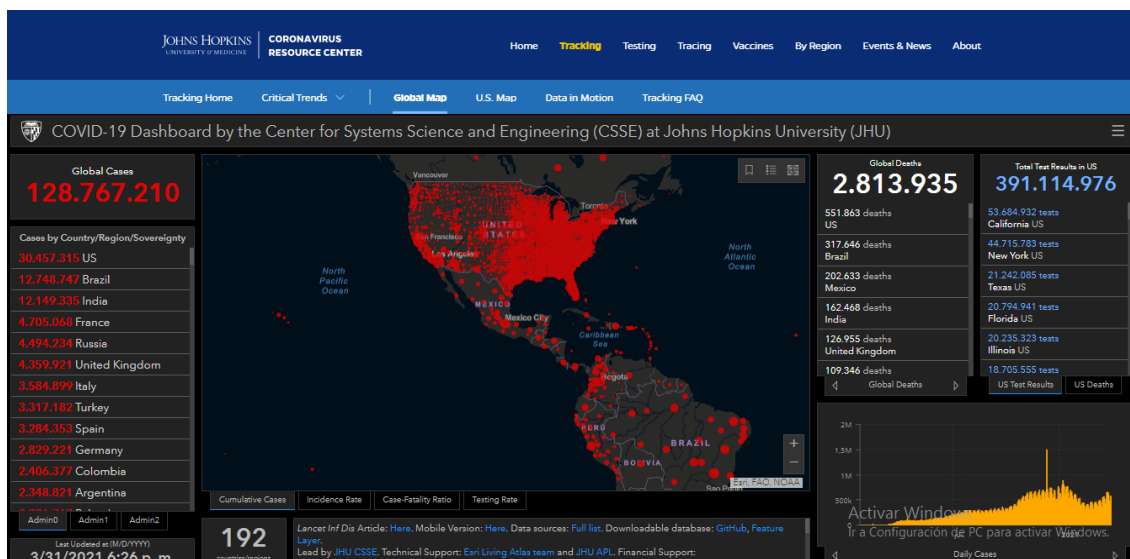 JOHNS HOPKINS
UNIVERSITY & MEDICINE
CORONAVIRUS
RESOURCE CENTER
Home
Tracking
Testing
Tracing
Vaccines
By Region
Events & News
About
Tracking Home
Critical Trends
Global Map
U.S. Map
Data in Motion
Tracking FAQ
COVID-19 Dashboard by the Center for Systems Science and Engineering (CSSE) at Johns Hopkins University (JHU)
Global Cases
128.767.210
Cases by Country/Region/Sovereignty
30.457.315 US
12.748.747 Brazil
12.149.335 India
4.705.068 France
4.494.234 Russia
4.359.921 United Kingdom
3.584.899 Italy
3.317.182 Turkey
3.284.353 Spain
2.829.221 Germany
2.406.377 Colombia
2.348.821 Argentina
Admin0
Admin1
Admin2
Last Updated at (M/D/YYYY)
3/31/2021 6:26 p. m.
Vancouver
Toronto
UNITED
STATES
New York
San Francisco
Los Angeles
North
Pacific
Ocean
North
Atlantic
Ocean
MÉXICO
Mexico City
Caribbean
Sea
Bogota
PERÚ
BRAZIL
BOLIVIA
Sao Paulo
Esri, FAO, NOAA
Cumulative Cases
Incidence Rate
Case-Fatality Ratio
Testing Rate
192
countries/regions
Lancet Inf Dis Article: Here. Mobile Version: Here. Data sources: Full list. Downloadable database: GitHub, Feature
Layer.
Lead by JHU CSSE. Technical Support: Esri Living Atlas team and JHU APL. Financial Support:
Global Deaths
2.813.935
551.863 deaths
US
317.646 deaths
Brazil
202.633 deaths
Mexico
162.468 deaths
India
126.955 deaths
United Kingdom
109.346 deaths
Global Deaths
Total Test Results in US
391.114.976
53.684.932 tests
California US
44.715.783 tests
New York US
21.242.085 tests
Texas US
20.794.941 tests
Florida US
20.235.323 tests
Illinois US
18.705.555 tests
US Test Results
US Deaths
2M
1,5M
1M
500k
0
2021
Activar Windows
Ir a Configuración de PC para activar Windows.
Daily Cases